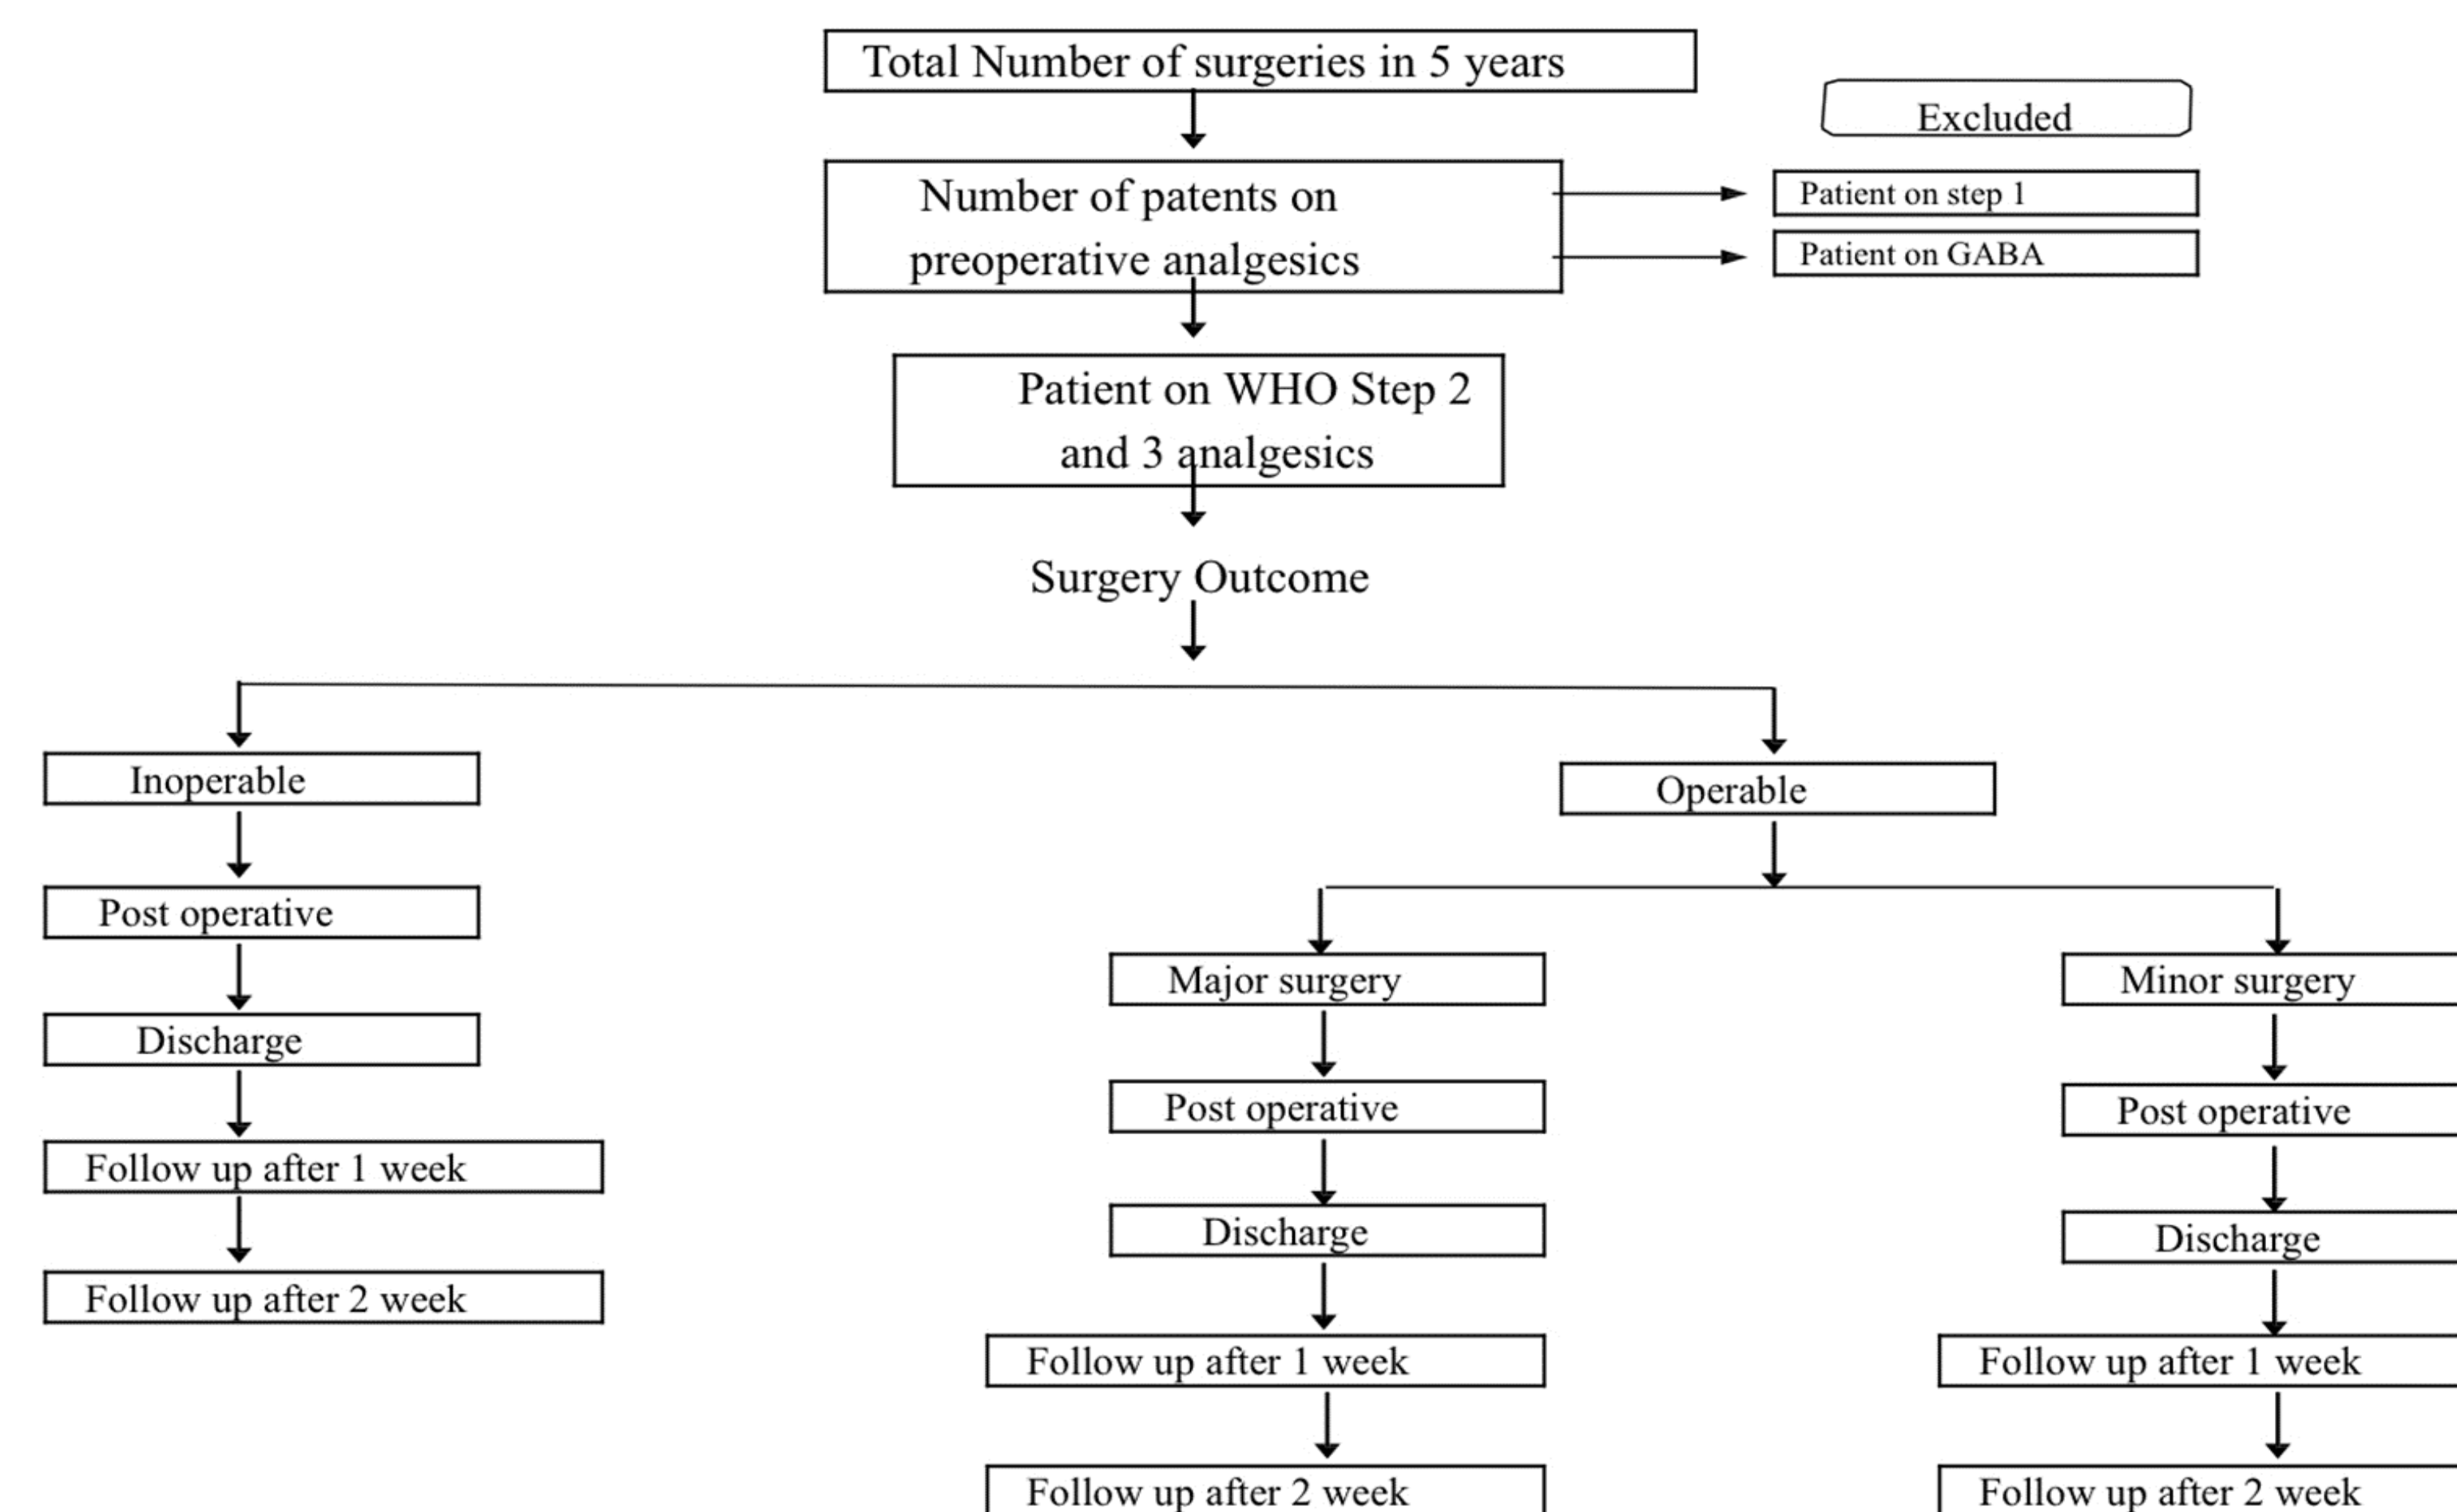 Total Number of surgeries in 5 years
Excluded
Number of patents on
preoperative analgesics
Patient on step 1
Patient on GABA
Patient on WHO Step 2
and 3 analgesics
Surgery Outcome
Inoperable
Post operative
Discharge
Follow up after 1 week
Follow up after 2 week
Operable
Major surgery
Post operative
Discharge
Follow up after 1 week
Follow up after 2 week
Minor surgery
Post operative
Discharge
Follow up after 1 week
Follow up after 2 week